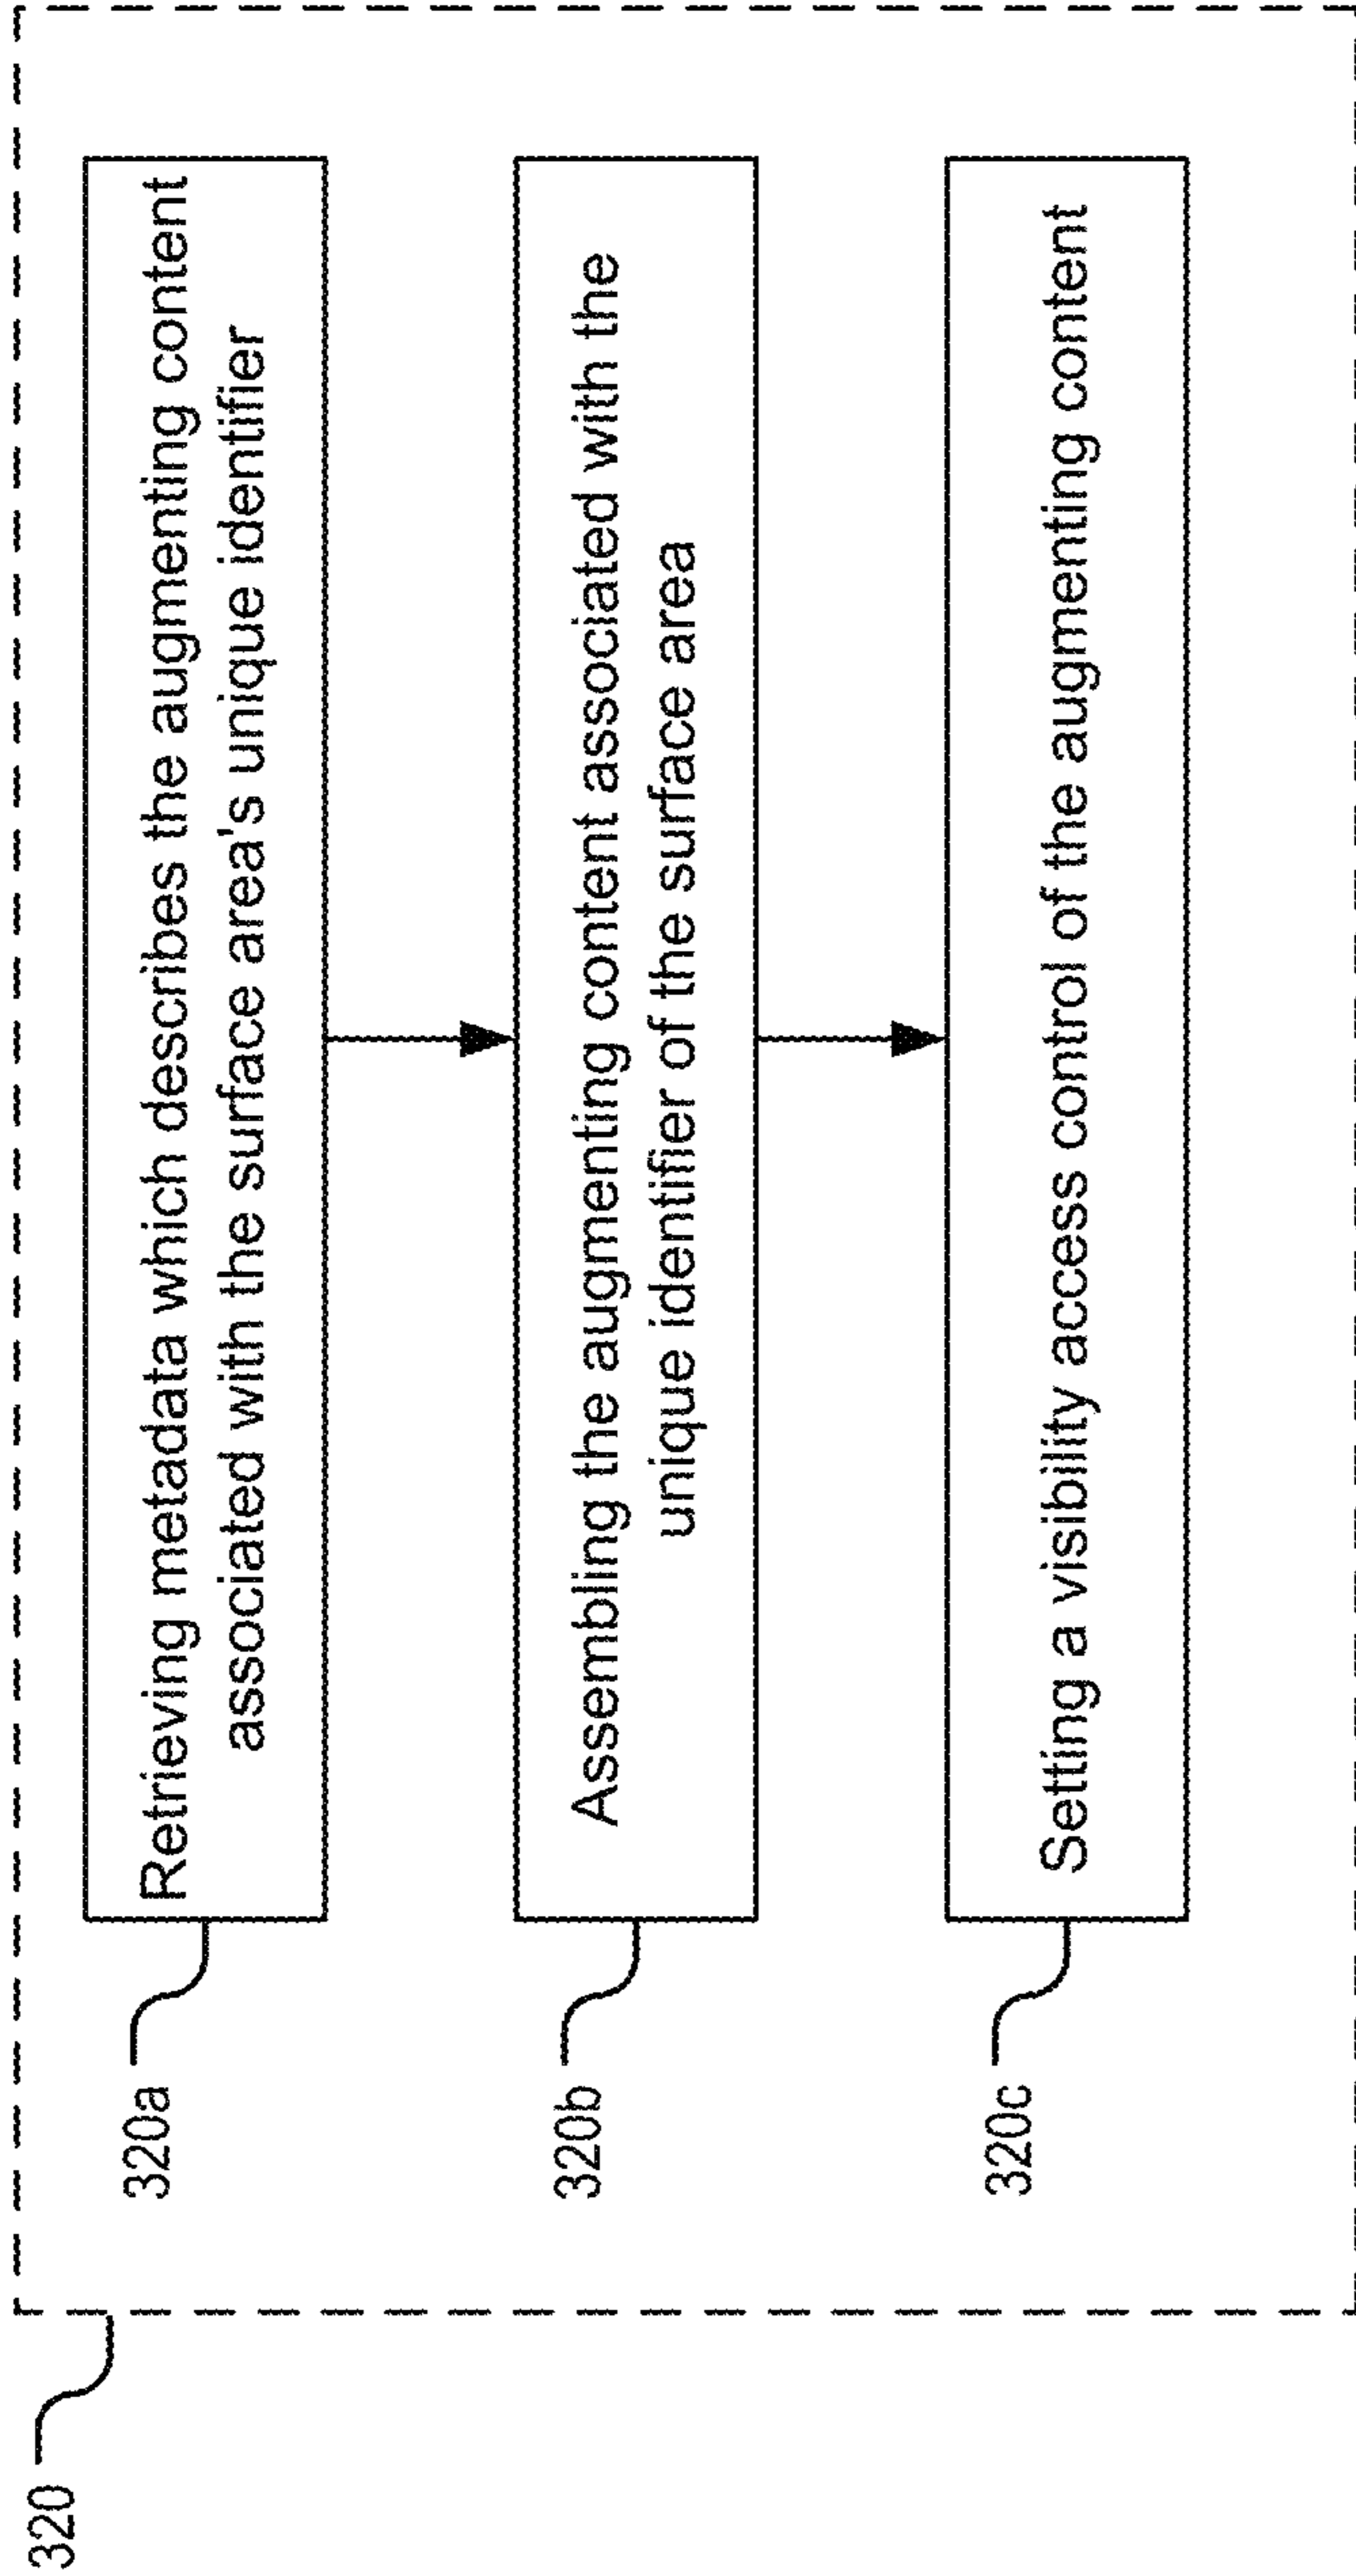 320
320a
Retrieving metadata which describes the augmenting content
associated with the surface area's unique identifier
320b
Assembling the augmenting content associated with the
unique identifier of the surface area
320c
Setting a visibility access control of the augmenting content